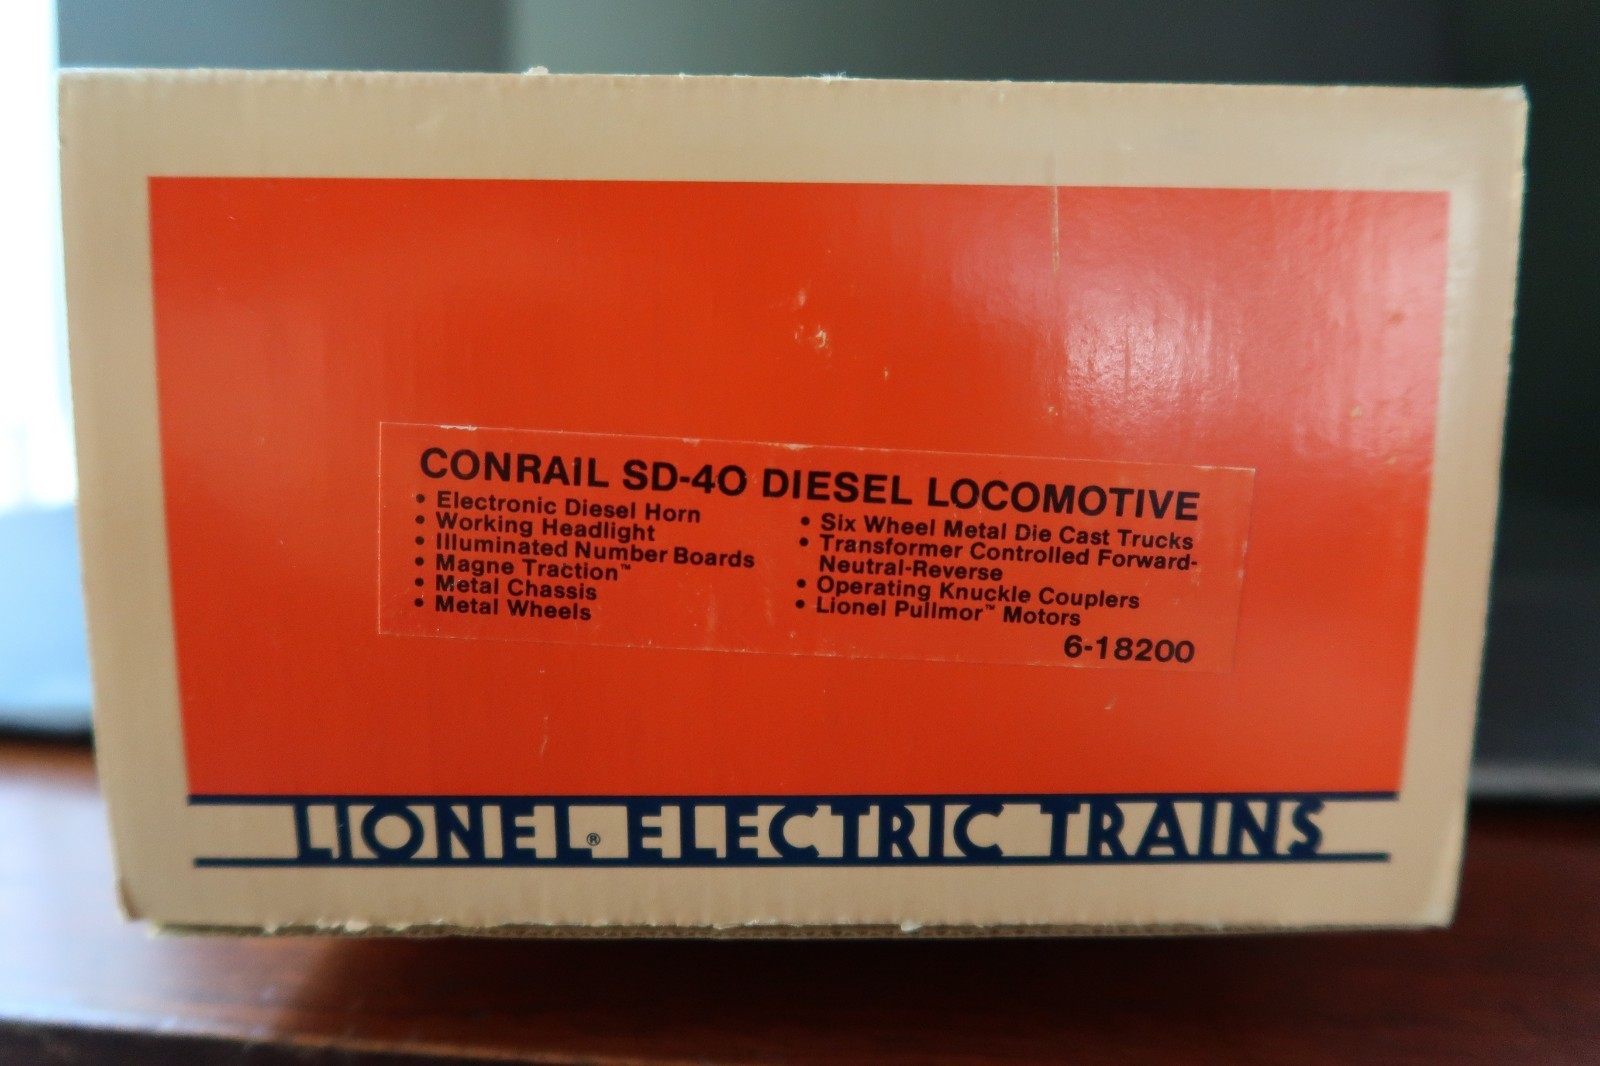 CONRAIL SD-40 DIESEL LOCOMOTIVE
• Electronic Diesel Horn
• Working Headlight
• Illuminated Number Boards
• Magne Traction™
• Metal Chassis
• Metal Wheels
• Six Wheel Metal Die Cast Trucks
• Transformer Controlled Forward-
Neutral-Reverse
• Operating Knuckle Couplers
• Lionel Pullmor™ Motors
6-18200
LIONEL® ELECTRIC TRAINS